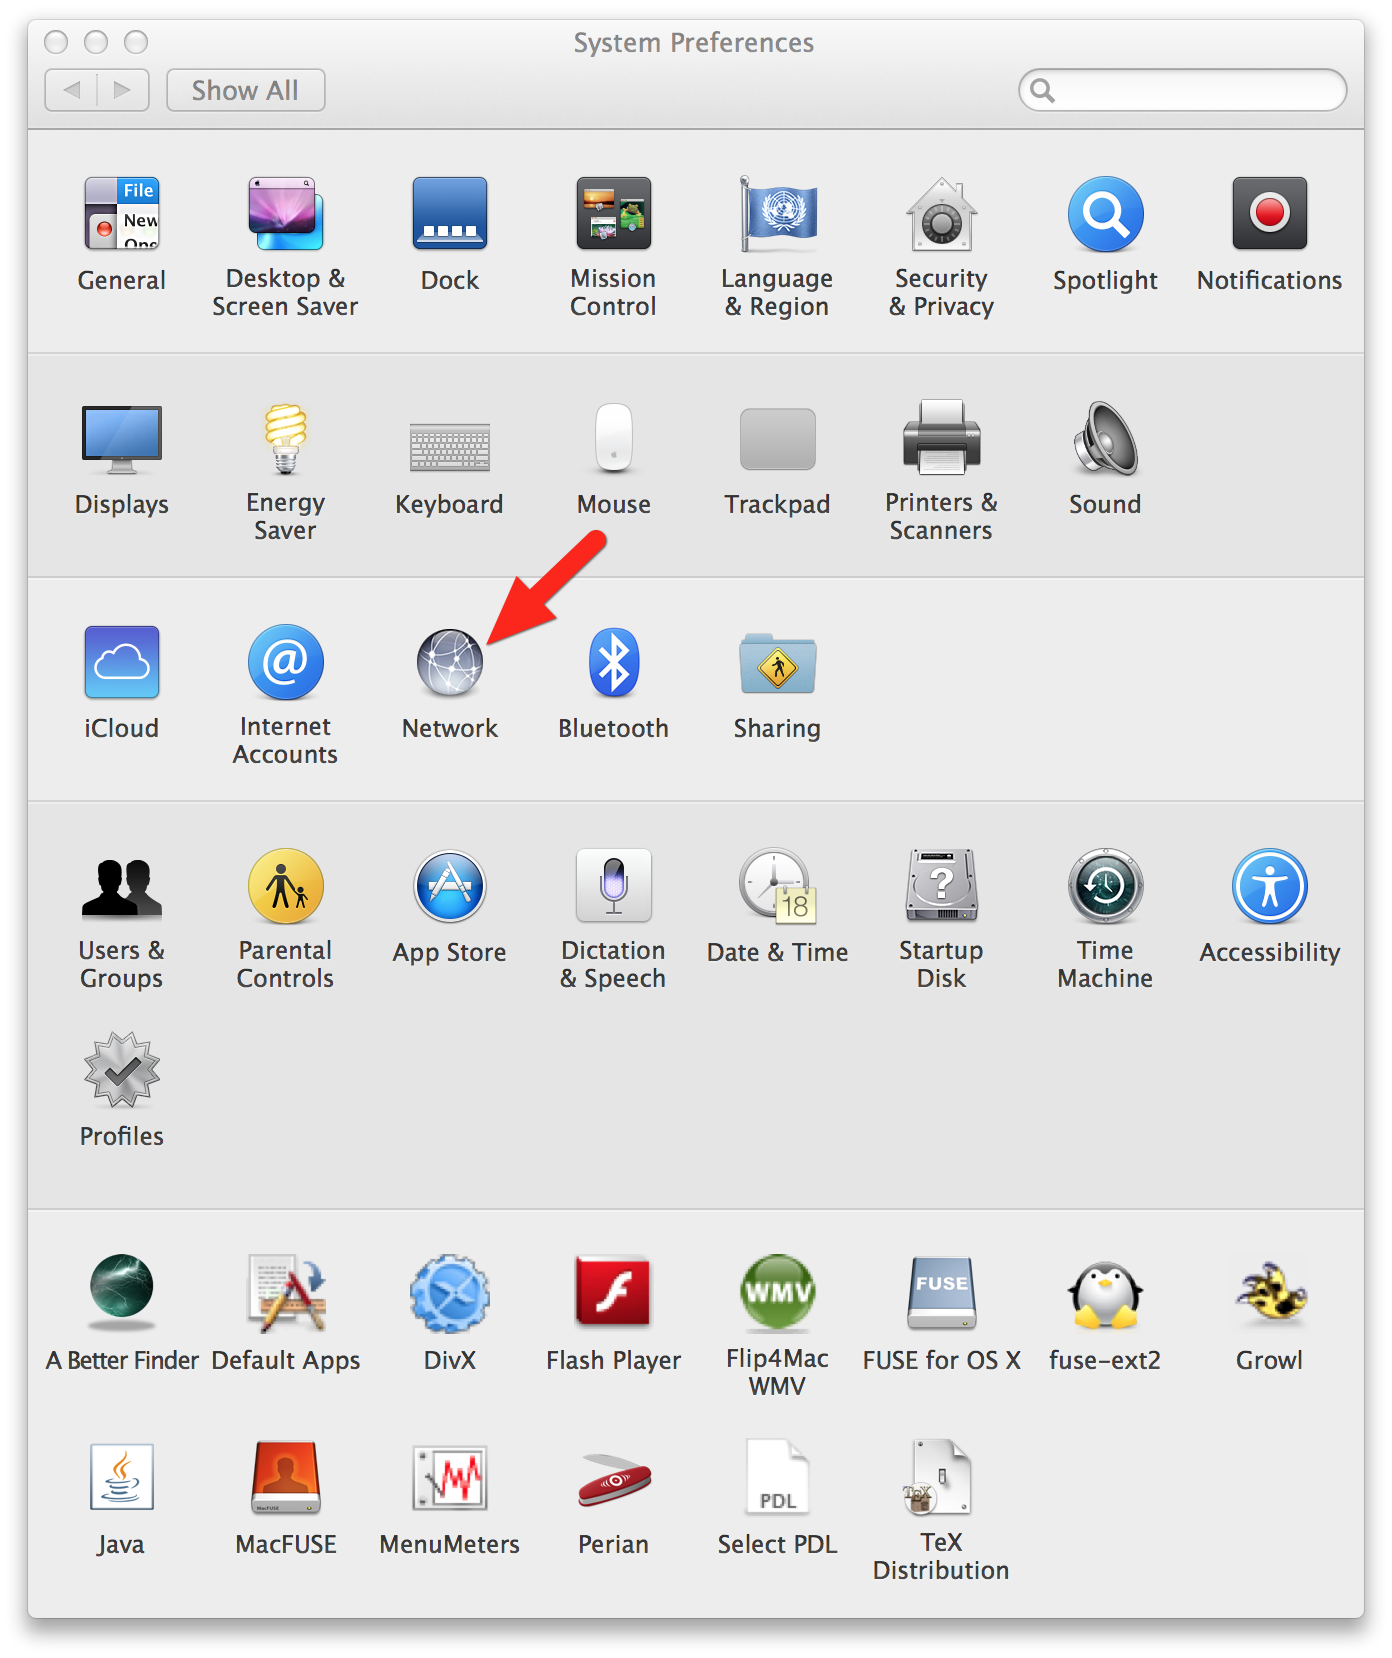 System Preferences
Show All
File
New
General
Desktop &
Screen Saver
Dock
Mission
Control
Language
& Region
Security
& Privacy
Spotlight
Notifications
Displays
Energy
Saver
Keyboard
Mouse
Trackpad
Printers &
Scanners
Sound
iCloud
@
Internet
Accounts
Network
Bluetooth
Sharing
Users &
Groups
Parental
Controls
App Store
Dictation
& Speech
18
Date & Time
?
Startup
Disk
Time
Machine
Accessibility
Profiles
A Better Finder
Default Apps
DivX
Flash Player
WMV
Flip4Mac
WMV
FUSE
FUSE for OS X
fuse-ext2
Growl
Java
MacFUSE
MacFUSE
MenuMeters
Perian
PDL
Select PDL
TeX
TeX
Distribution